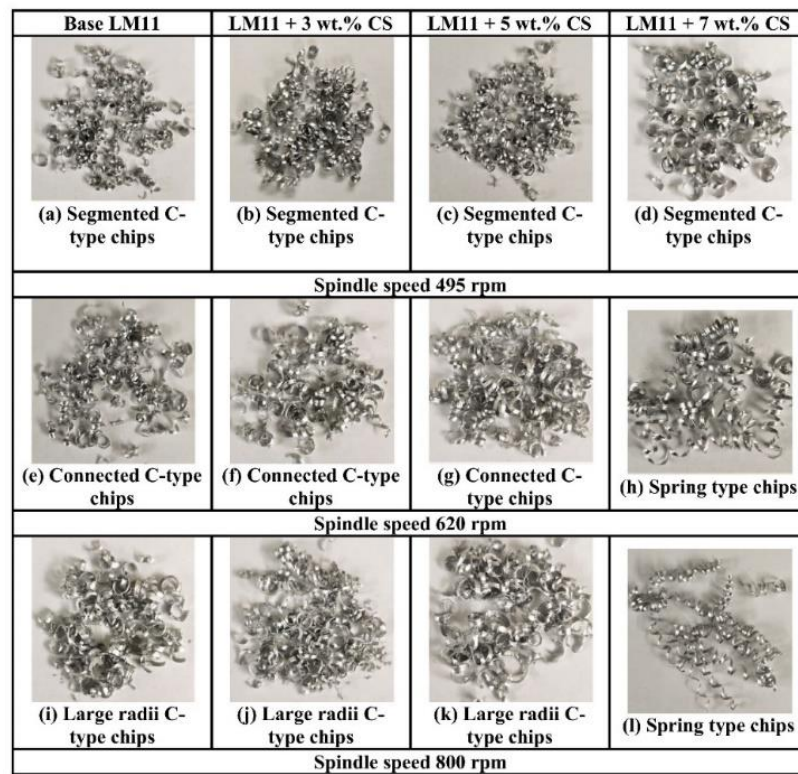 Base LM11
LM11 + 3 wt.% CS
LM11 + 5 wt.% CS
LM11 + 7 wt.% CS
(a) Segmented C-
type chips
(b) Segmented C-
type chips
(c) Segmented C-
type chips
(d) Segmented C-
type chips
Spindle speed 495 rpm
(e) Connected C-type
chips
(f) Connected C-type
chips
(g) Connected C-
type chips
(h) Spring type chips
Spindle speed 620 rpm
(i) Large radii C-
type chips
(j) Large radii C-
type chips
(k) Large radii C-
type chips
(l) Spring type chips
Spindle speed 800 rpm